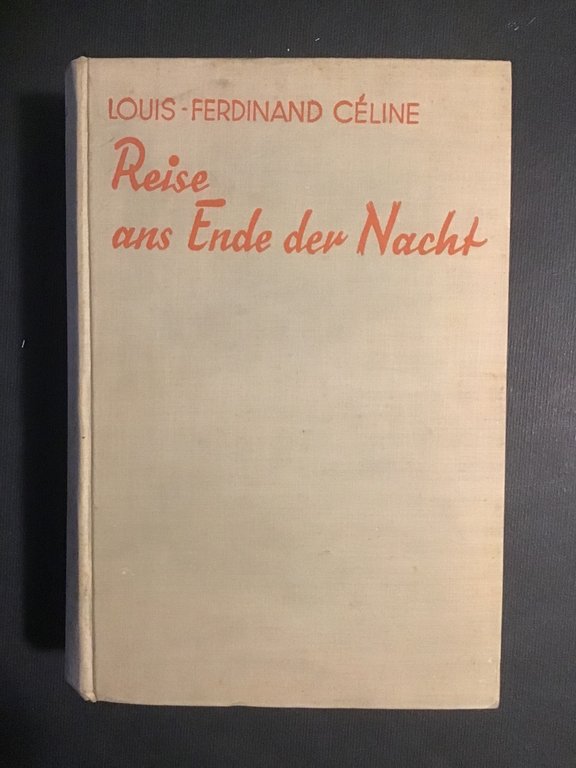 LOUIS-FERDINAND CÉLINE
Reise
ans Ende der Nacht